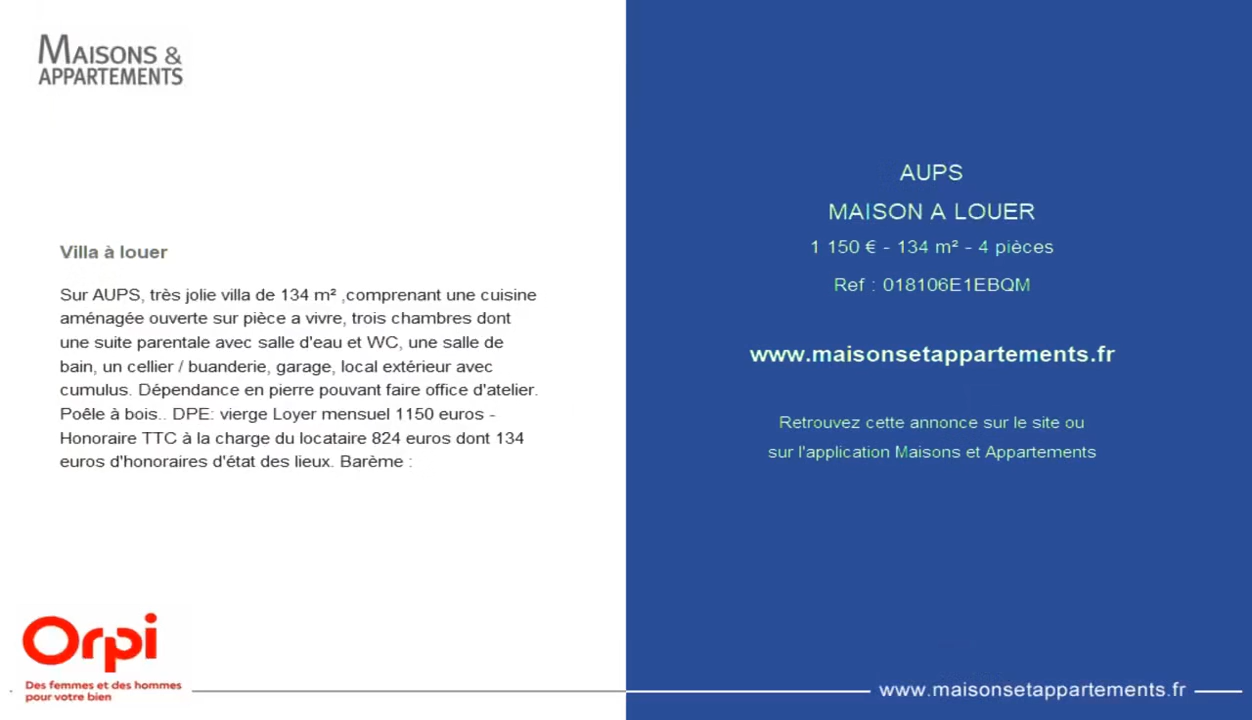 MAISONS &
APPARTEMENTS
Villa à louer
Sur AUPS, très jolie villa de 134 m² ,comprenant une cuisine
aménagée ouverte sur pièce a vivre, trois chambres dont
une suite parentale avec salle d'eau et WC, une salle de
bain, un cellier / buanderie, garage, local extérieur avec
cumulus. Dépendance en pierre pouvant faire office d'atelier.
Poêle à bois.. DPE: vierge Loyer mensuel 1150 euros -
Honoraire TTC à la charge du locataire 824 euros dont 134
euros d'honoraires d'état des lieux. Barème :
Orpi
Des femmes et des hommes
pour votre bien
AUPS
MAISON A LOUER
1 150 € - 134 m² - 4 pièces
Ref : 018106E1EBQM
www.maisonsetappartements.fr
Retrouvez cette annonce sur le site ou
sur l'application Maisons et Appartements
www.maisonsetappartements.fr